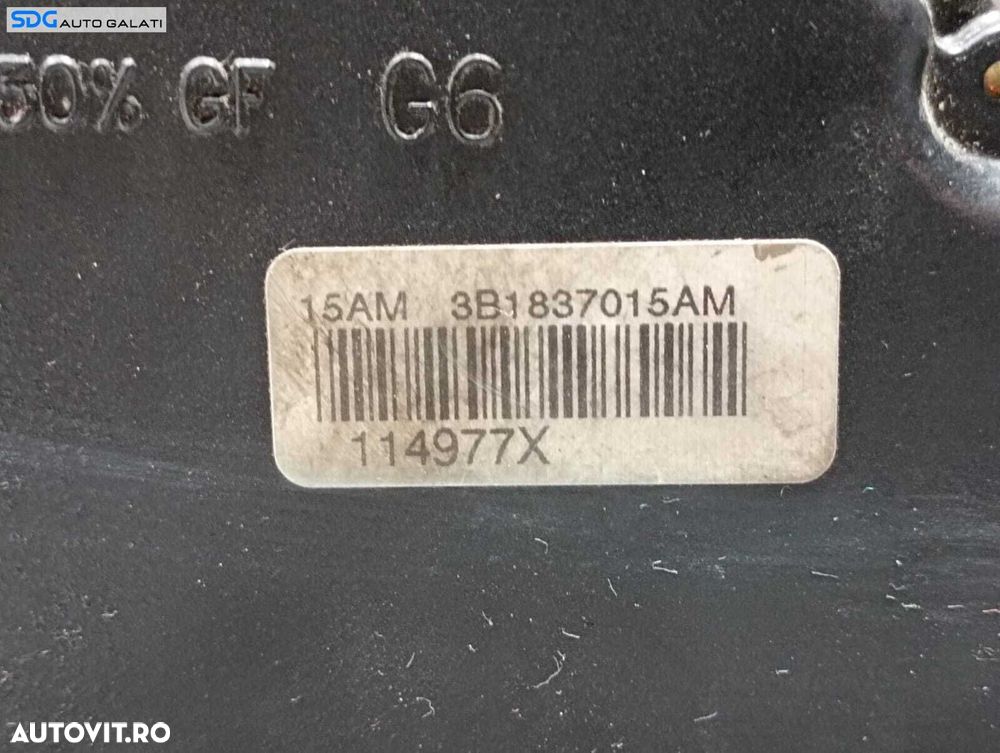 SDG AUTO GALATI
50% GF G6
15AM 3B1837015AM
114977X
AUTOVIT.RO